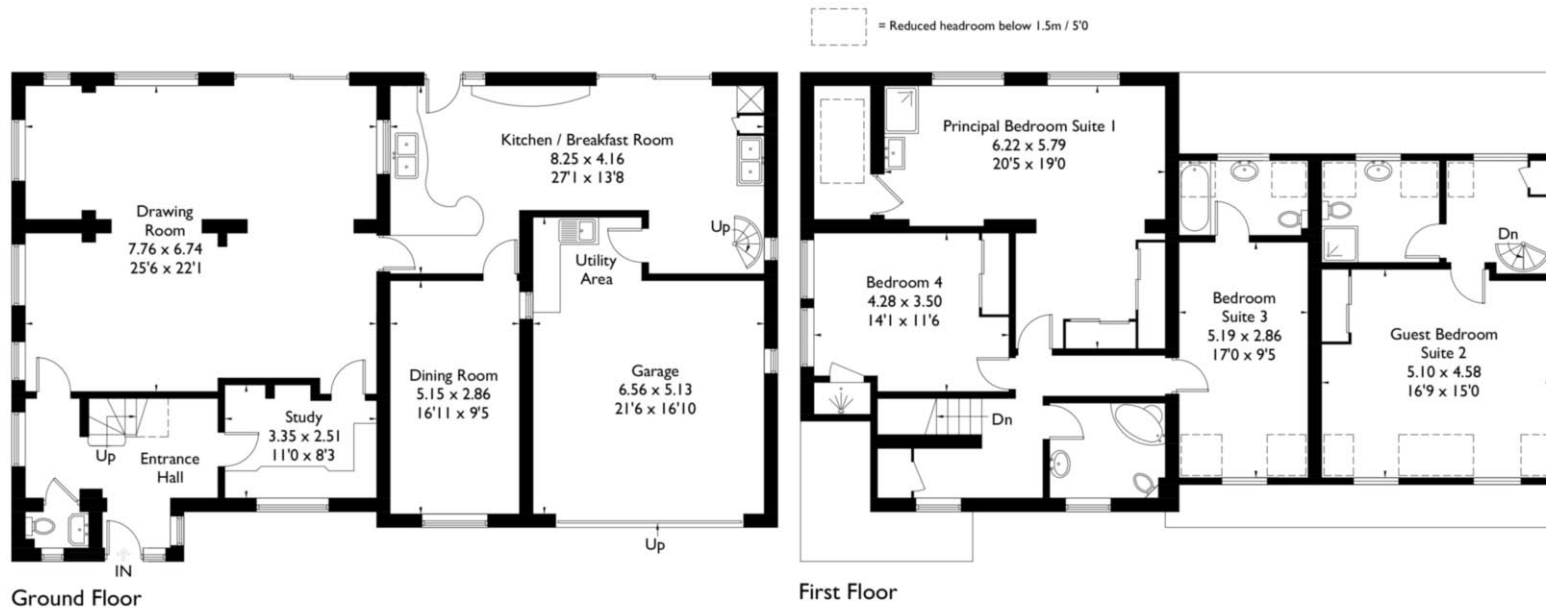 = Reduced headroom below 1.5m / 5'0
Kitchen / Breakfast Room
8.25 x 4.16
27'1 x 13'8
Drawing
Room
7.76 x 6.74
25'6 x 22'1
Up
Utility
Area
Dining Room
5.15 x 2.86
16'11 x 9'5
Garage
6.56 x 5.13
21'6 x 16'10
Study
3.35 x 2.51
11'0 x 8'3
Up
Entrance
Hall
IN
Up
Ground Floor
Principal Bedroom Suite 1
6.22 x 5.79
20'5 x 19'0
Dn
Bedroom 4
4.28 x 3.50
14'1 x 11'6
Bedroom
Suite 3
5.19 x 2.86
17'0 x 9'5
Guest Bedroom
Suite 2
5.10 x 4.58
16'9 x 15'0
Dn
First Floor